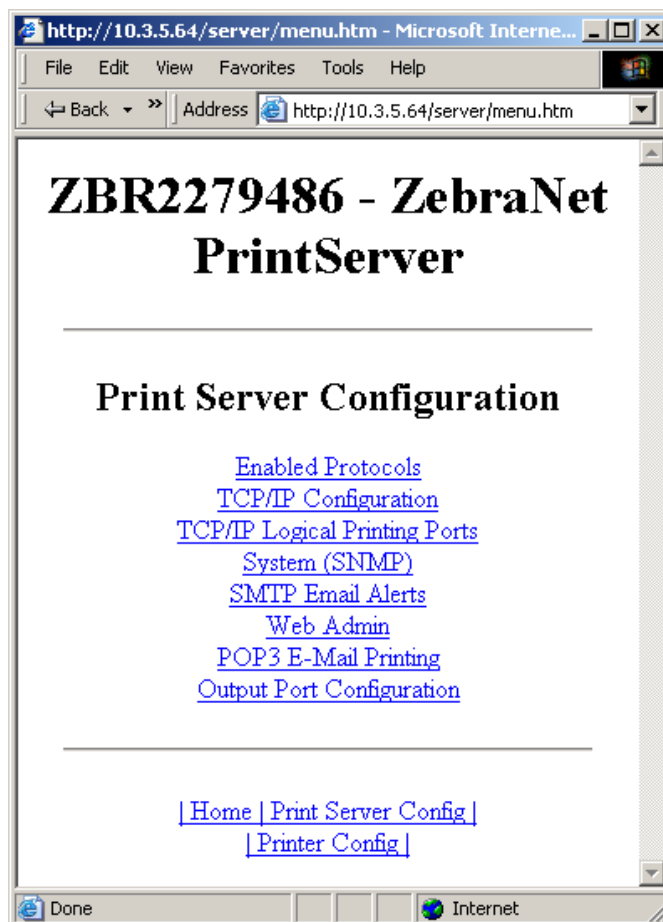 http://10.3.5.64/server/menu.htm - Microsoft Interne...
File Edit View Favorites Tools Help
Back » Address http://10.3.5.64/server/menu.htm
ZBR2279486 - ZebraNet
PrintServer
Print Server Configuration
Enabled Protocols
TCP/IP Configuration
TCP/IP Logical Printing Ports
System (SNMP)
SMTP Email Alerts
Web Admin
POP3 E-Mail Printing
Output Port Configuration
| Home | Print Server Config |
| Printer Config |
Done Internet